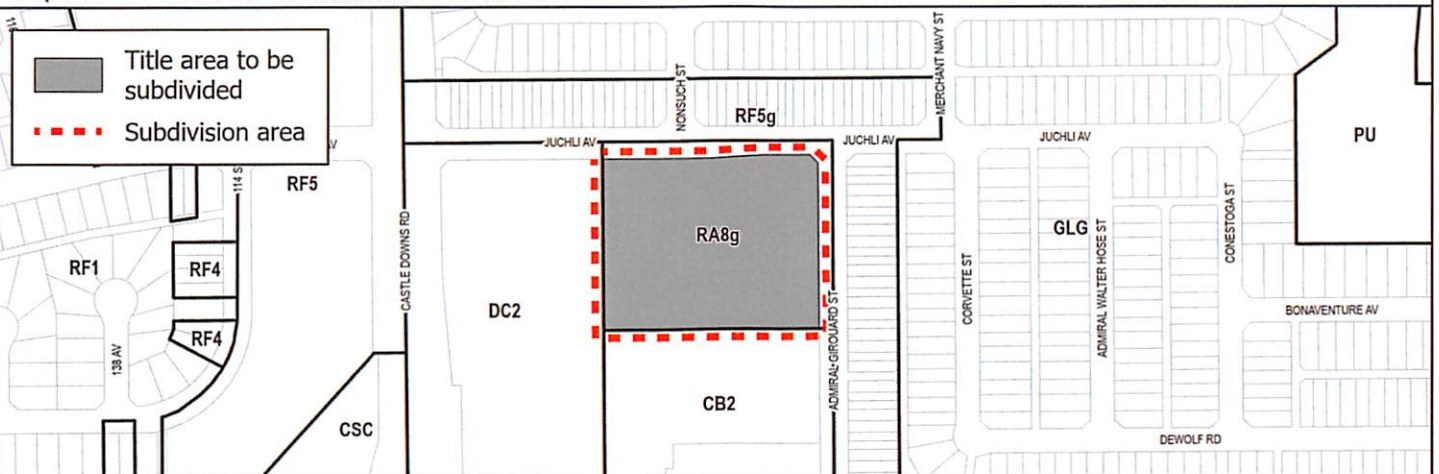 Title area to be
subdivided
Subdivision area
NONSUCH ST
MERCHANT NAVY ST
RF5g
JUCHLI AV
JUCHLI AV
JUCHLI AV
PU
AV
114 S
RF5
RA8g
GLG
CONESTOGA ST
RF1
RF4
CASTLE DOWNS RD
DC2
CORVETTE ST
ADMIRAL WALTER HOSE ST
BONAVENTURE AV
RF4
138 AV
ADMIRAL GIROUARD ST
CB2
CSC
DEWOLF RD